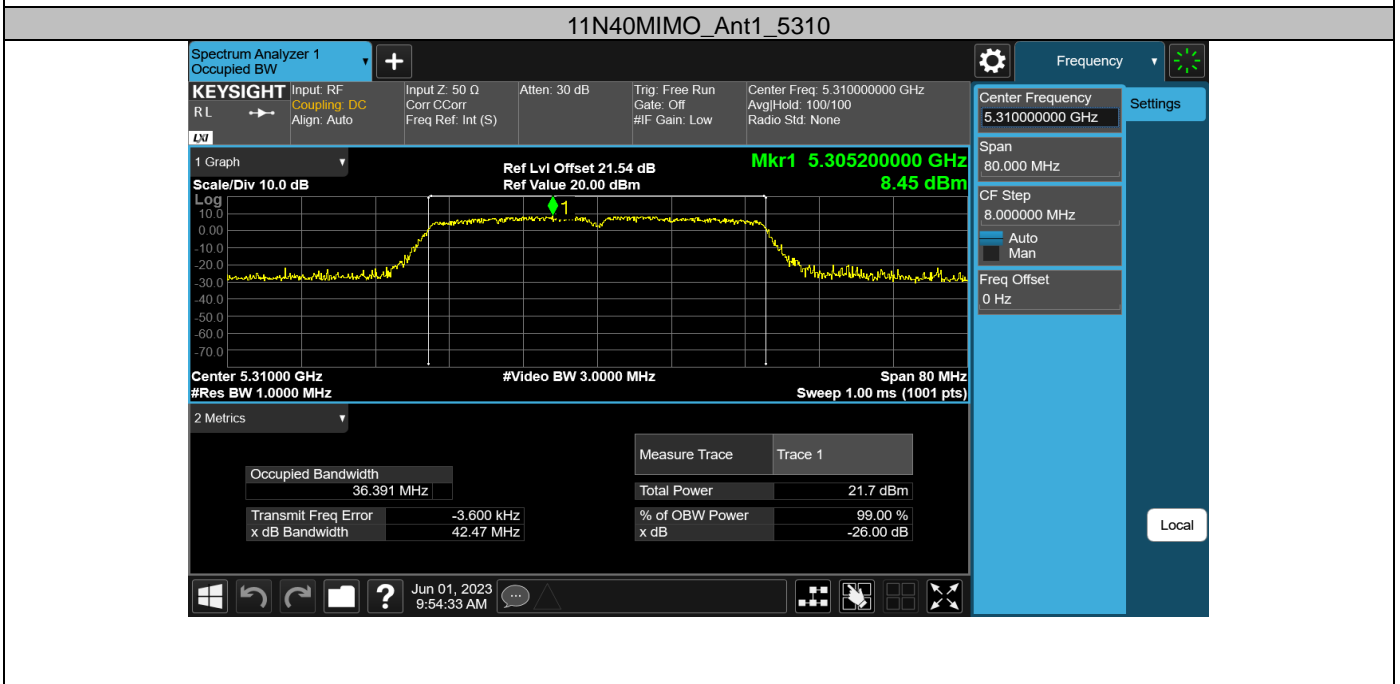 11N40MIMO_Ant1_5310
Spectrum Analyzer 1
Occupied BW
Frequency
KEYSIGHT
RL
LXI
Input: RF
Coupling: DC
Align: Auto
Input Z: 50 Ω
Corr CCorr
Freq Ref: Int (S)
Atten: 30 dB
Trig: Free Run
Gate: Off
#IF Gain: Low
Center Freq: 5.310000000 GHz
Avg|Hold: 100/100
Radio Std: None
Center Frequency
5.310000000 GHz
Settings
Span
80.000 MHz
CF Step
8.000000 MHz
Auto
Man
Freq Offset
0 Hz
1 Graph
Scale/Div 10.0 dB
Ref Lvl Offset 21.54 dB
Ref Value 20.00 dBm
Mkr1 5.305200000 GHz
8.45 dBm
Log
10.0
0.00
-10.0
-20.0
-30.0
-40.0
-50.0
-60.0
-70.0
1
Center 5.31000 GHz
#Video BW 3.0000 MHz
Span 80 MHz
#Res BW 1.0000 MHz
Sweep 1.00 ms (1001 pts)
2 Metrics
Measure Trace Trace 1
Occupied Bandwidth
36.391 MHz
Total Power 21.7 dBm
Transmit Freq Error -3.600 kHz
% of OBW Power 99.00 %
x dB Bandwidth 42.47 MHz
x dB -26.00 dB
Local
?
Jun 01, 2023
9:54:33 AM